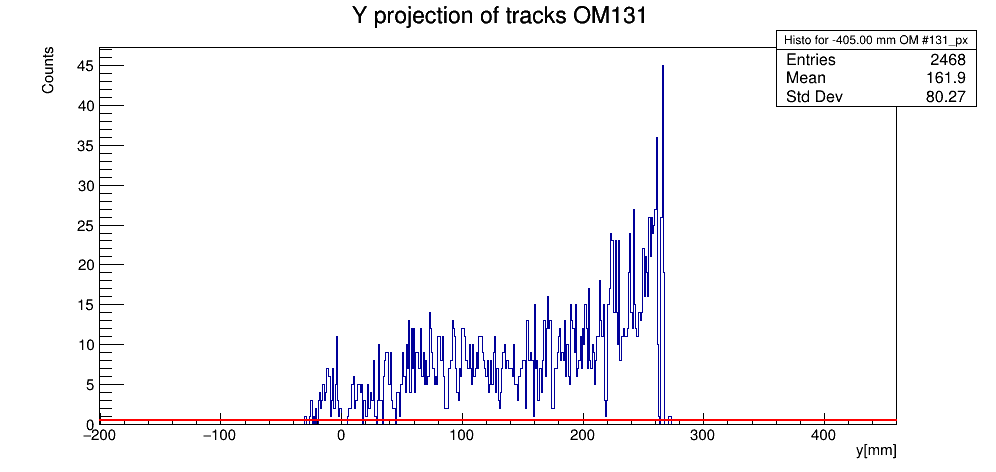 Y projection of tracks OM131
Histo for -405.00 mm OM #131_px
Entries 2468
Mean 161.9
Std Dev 80.27
Counts
45
40
35
30
25
20
15
10
5
0
−200 −100 0 100 200 300 400
y[mm]